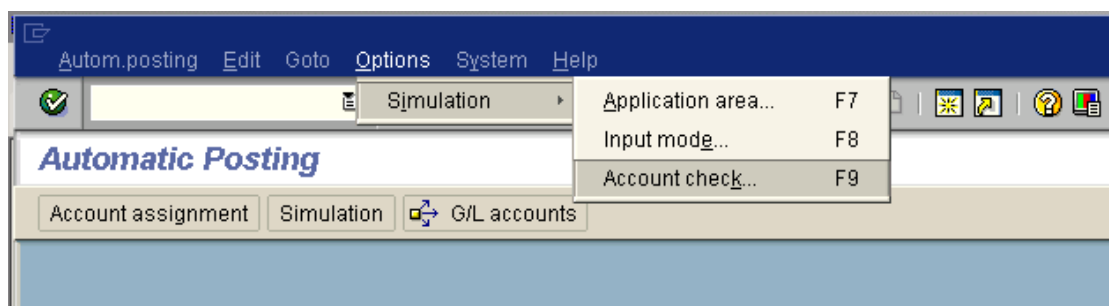 Autom.posting Edit Goto Options System Help
Simulation Application area... F7
Input mode... F8
Account check... F9
Automatic Posting
Account assignment Simulation G/L accounts